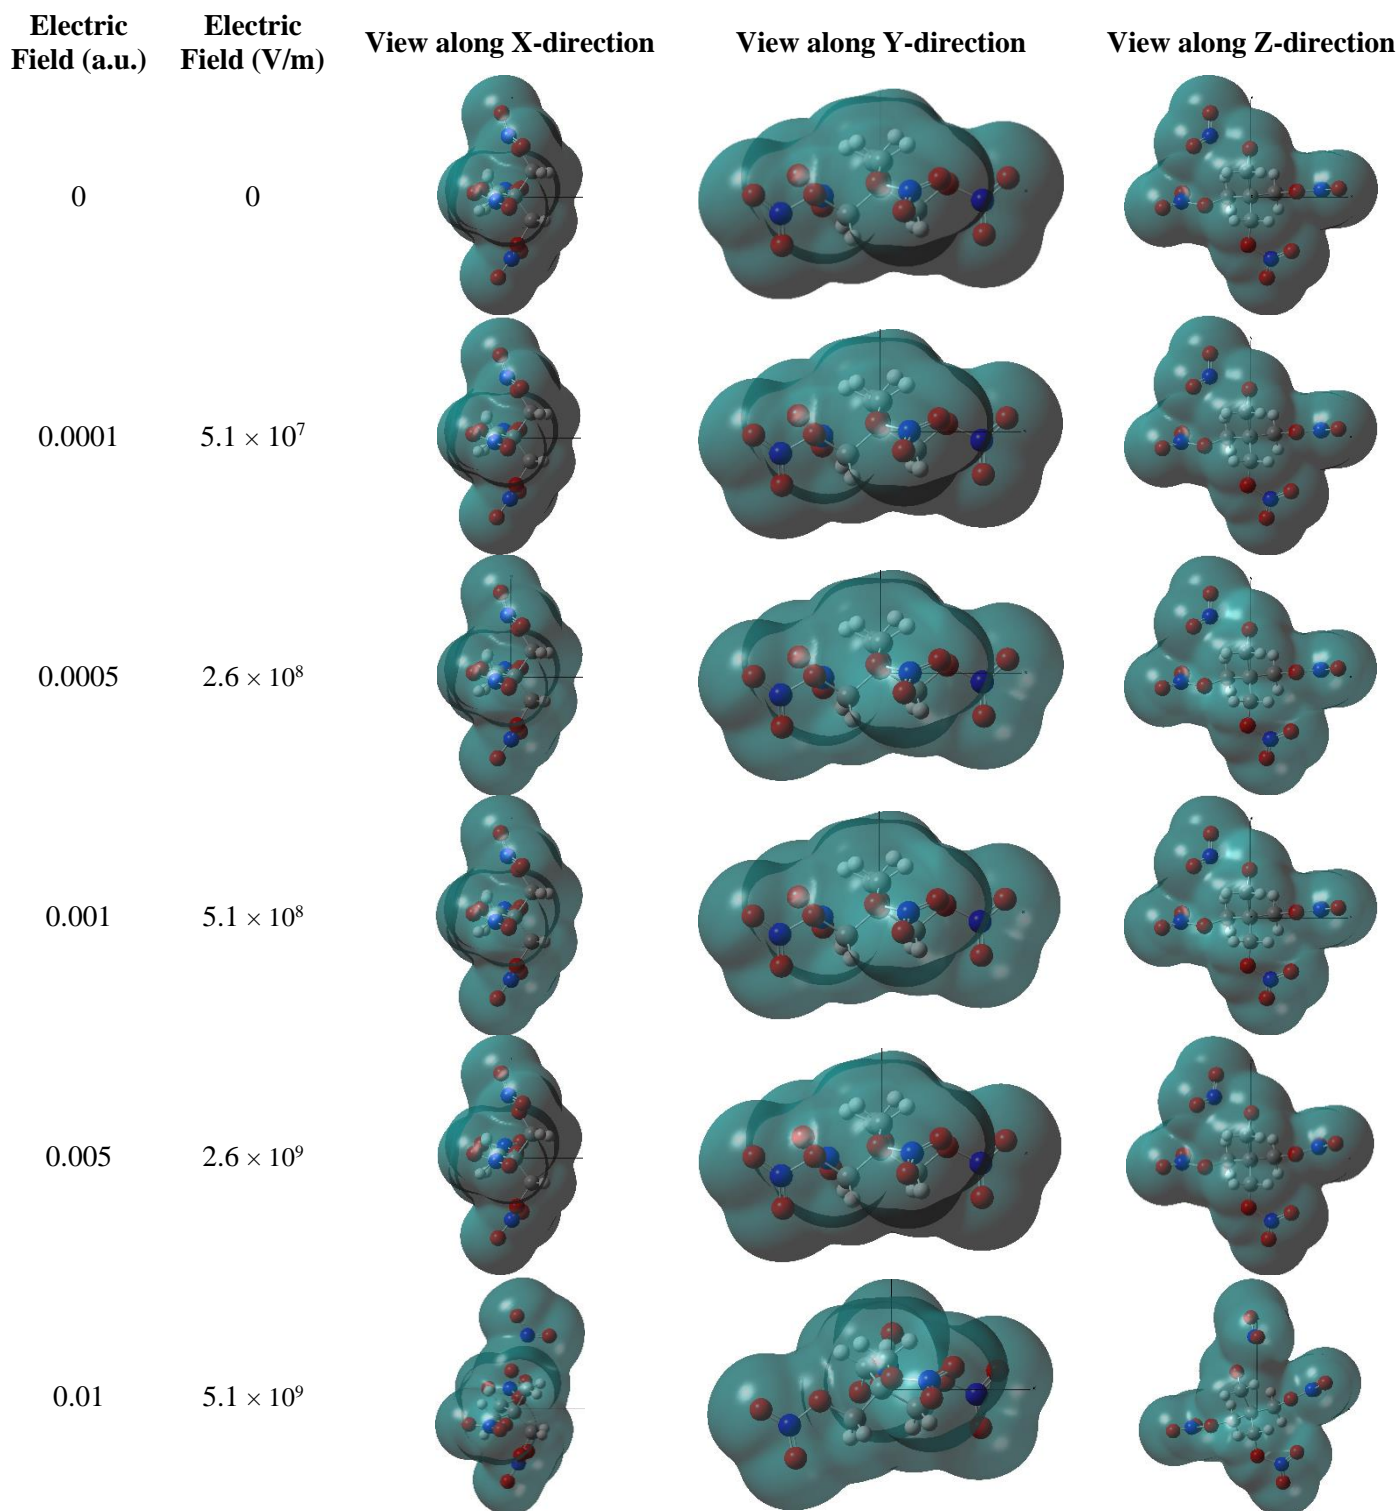 Electric Field (a.u.) Electric Field (V/m) View along X-direction View along Y-direction View along Z-direction
0 0
0.0001 5.1 × 10⁷
0.0005 2.6 × 10⁸
0.001 5.1 × 10⁸
0.005 2.6 × 10⁹
0.01 5.1 × 10⁹